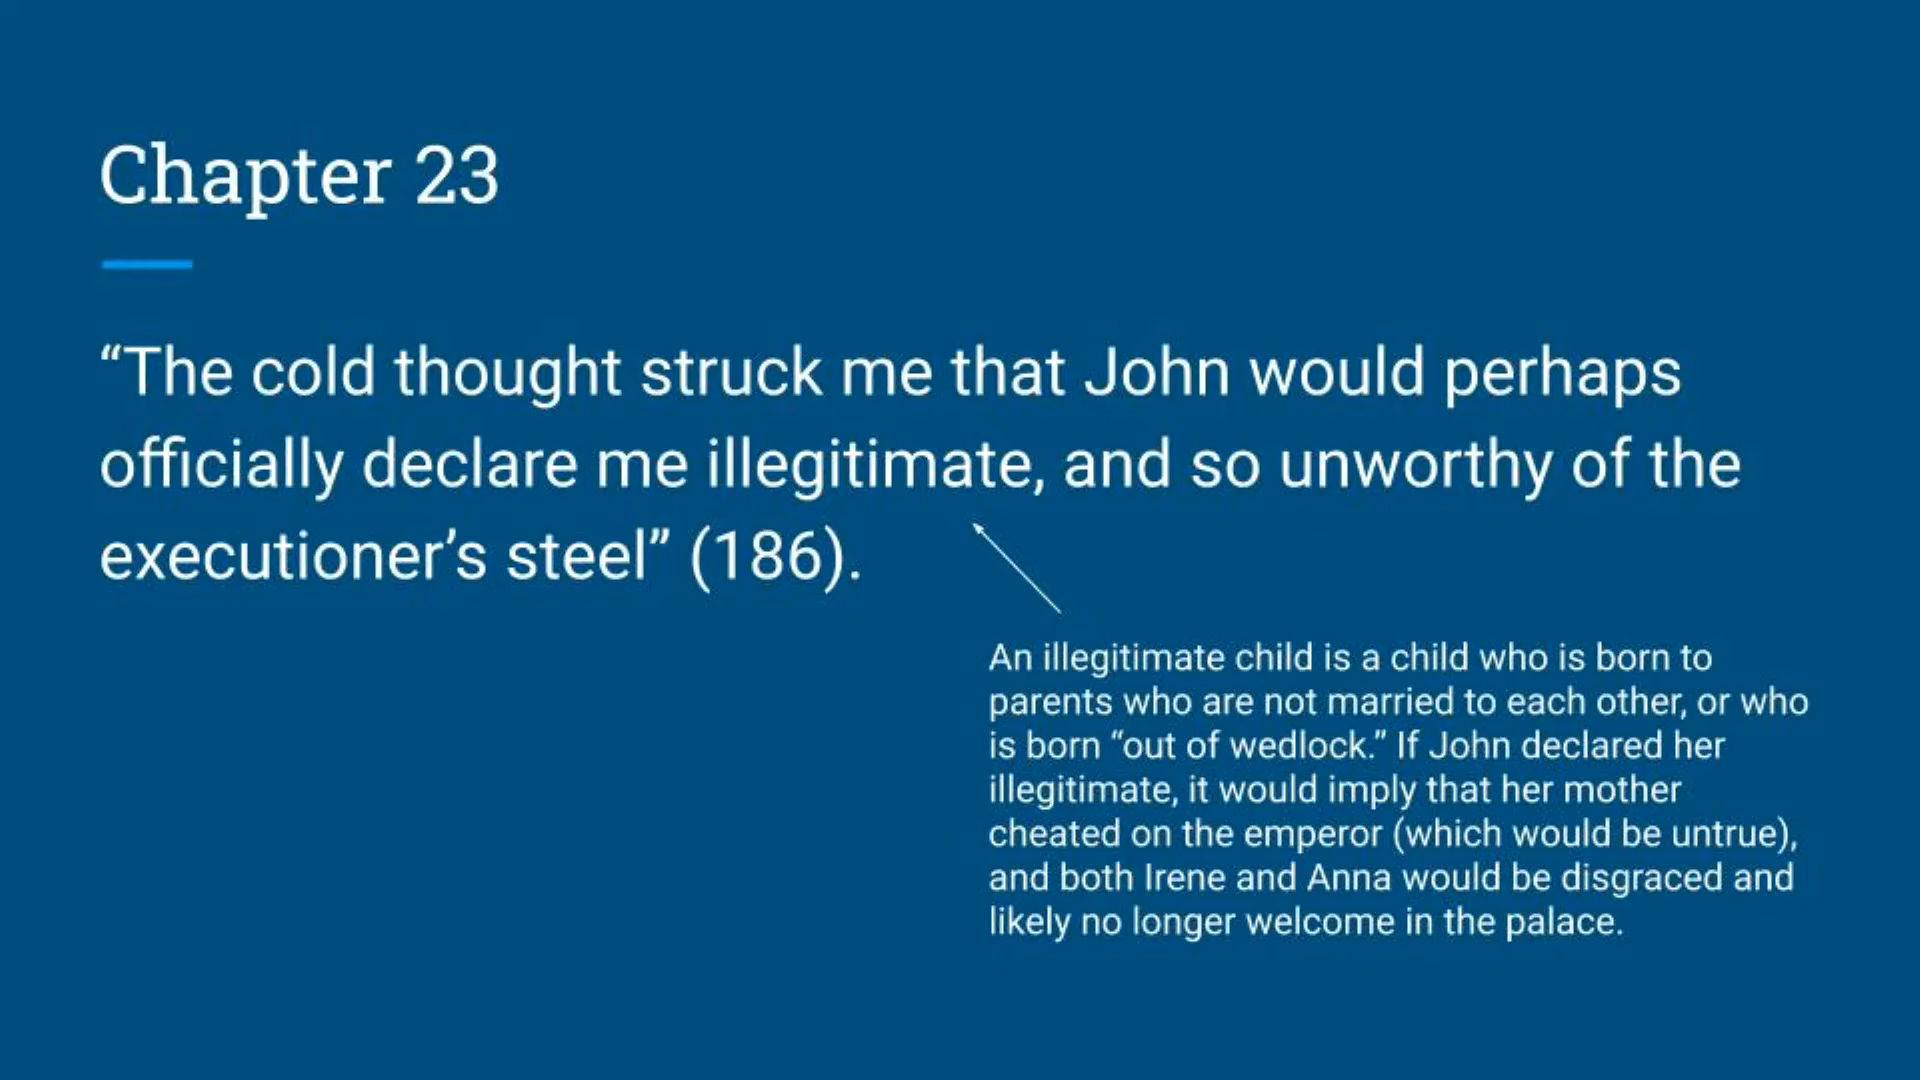 Chapter 23
“The cold thought struck me that John would perhaps
officially declare me illegitimate, and so unworthy of the
executioner’s steel” (186).
An illegitimate child is a child who is born to
parents who are not married to each other, or who
is born “out of wedlock.” If John declared her
illegitimate, it would imply that her mother
cheated on the emperor (which would be untrue),
and both Irene and Anna would be disgraced and
likely no longer welcome in the palace.